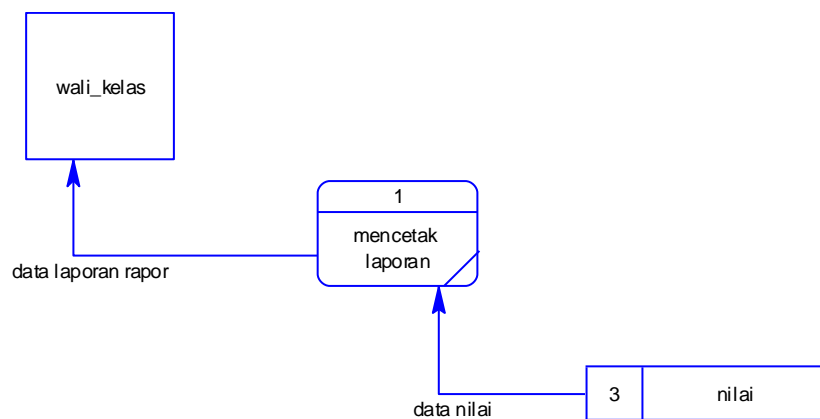 wali_kelas
1
mencetak
laporan
data laporan rapor
3
nilai
data nilai